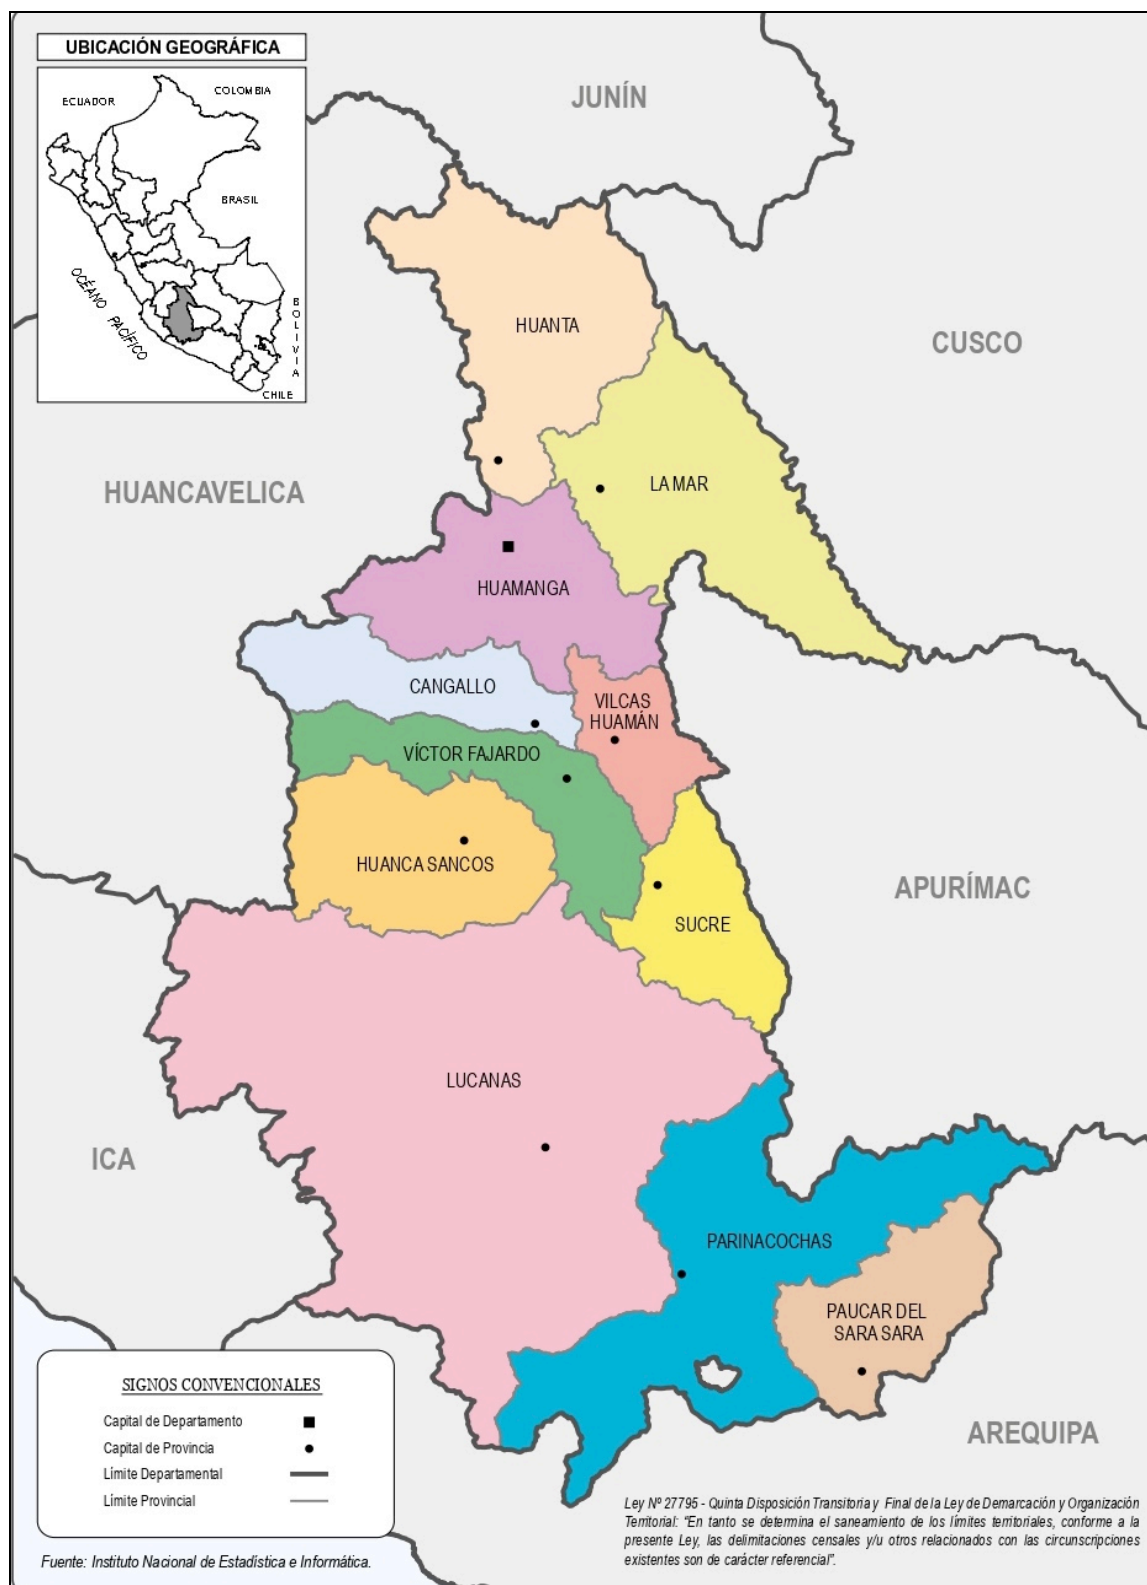 UBICACIÓN GEOGRÁFICA
ECUADOR
COLOMBIA
BRASIL
OCÉANO PACÍFICO
BOLIVIA
CHILE
JUNÍN
CUSCO
HUANCAVELICA
APURÍMAC
ICA
AREQUIPA
HUANTA
LA MAR
HUAMANGA
CANGALLO
VILCAS
HUAMÁN
VÍCTOR FAJARDO
HUANCA SANCOS
SUCRE
LUCANAS
PARINACOCHAS
PAUCAR DEL
SARA SARA
SIGNOS CONVENCIONALES
Capital de Departamento
Capital de Provincia
Límite Departamental
Límite Provincial
Fuente: Instituto Nacional de Estadística e Informática.
Ley Nº 27795 - Quinta Disposición Transitoria y Final de la Ley de Demarcación y Organización
Territorial: "En tanto se determina el saneamiento de los límites territoriales, conforme a la
presente Ley, las delimitaciones censales y/u otros relacionados con las circunscripciones
existentes son de carácter referencial".